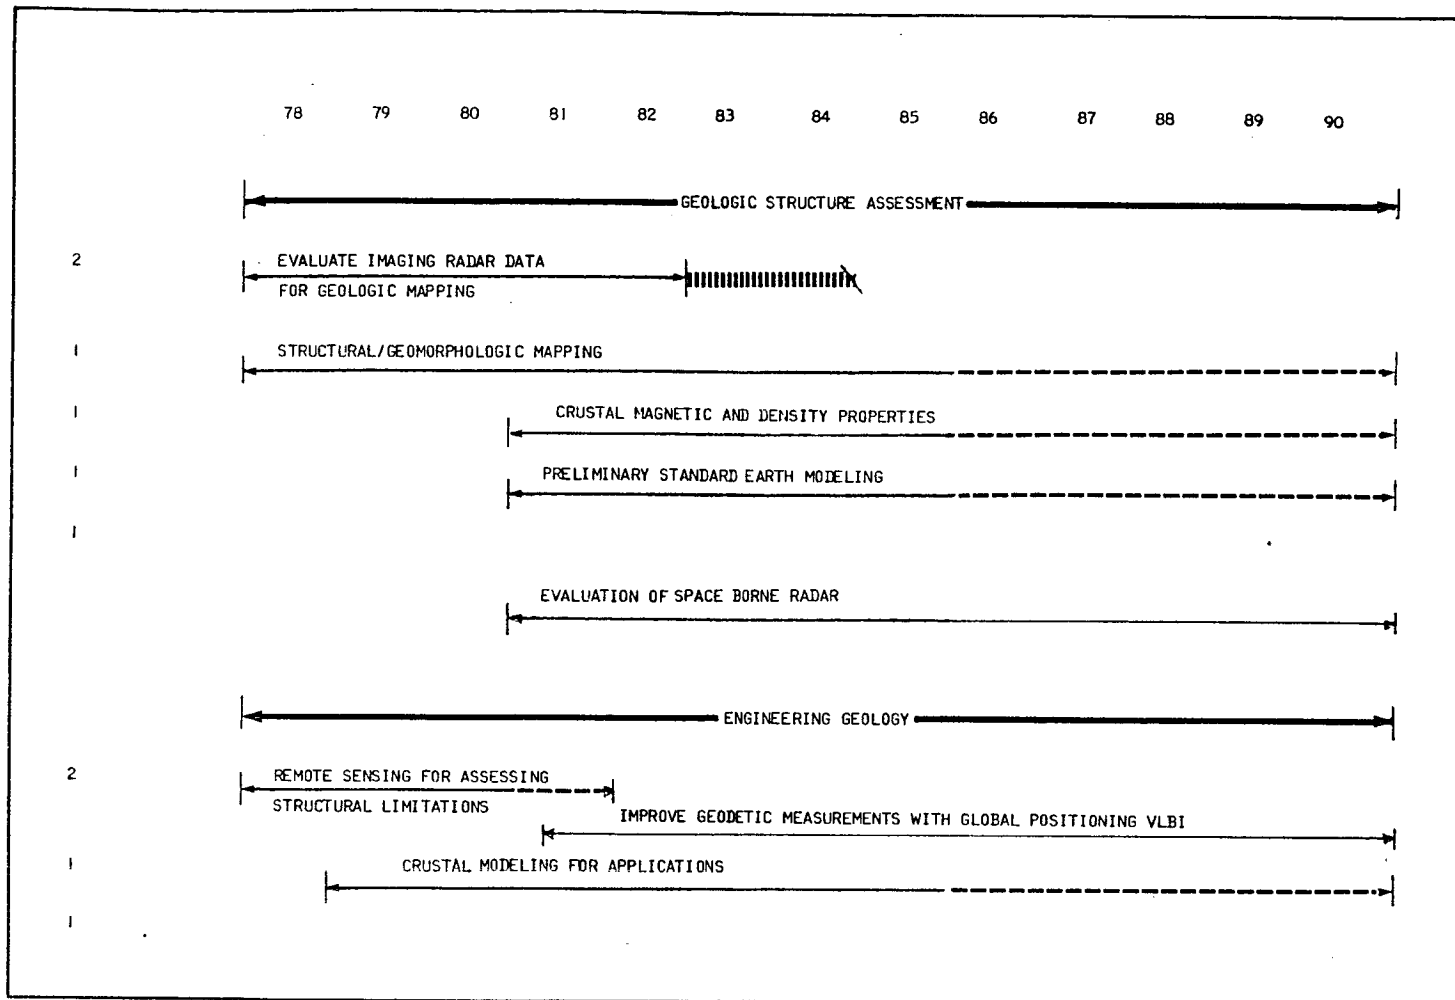 78 79 80 81 82 83 84 85 86 87 88 89 90
GEOLOGIC STRUCTURE ASSESSMENT
2 EVALUATE IMAGING RADAR DATA
FOR GEOLOGIC MAPPING
1 STRUCTURAL/GEOMORPHOLOGIC MAPPING
1 CRUSTAL MAGNETIC AND DENSITY PROPERTIES
1 PRELIMINARY STANDARD EARTH MODELING
1
EVALUATION OF SPACE BORNE RADAR
ENGINEERING GEOLOGY
2 REMOTE SENSING FOR ASSESSING
STRUCTURAL LIMITATIONS
IMPROVE GEODETIC MEASUREMENTS WITH GLOBAL POSITIONING VLBI
1 CRUSTAL MODELING FOR APPLICATIONS
1